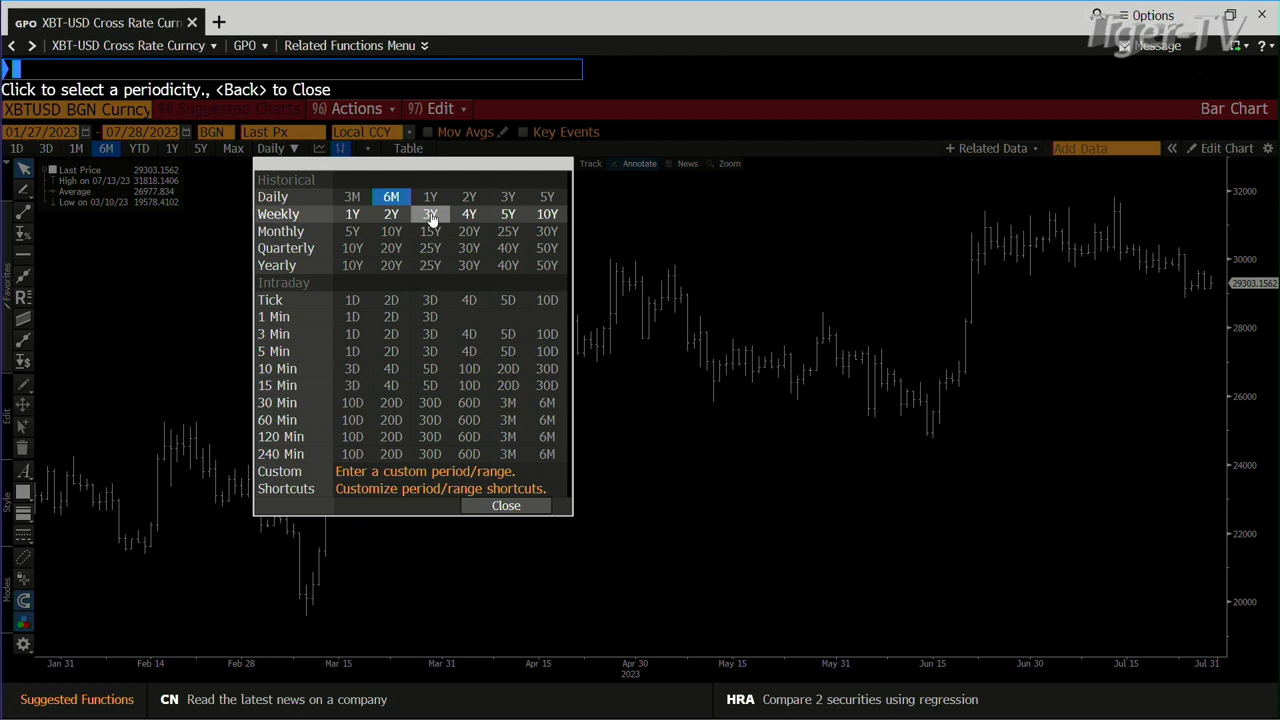 GPO XBT-USD Cross Rate Curn
Options
XBT-USD Cross Rate Curncy GPO Related Functions Menu
Message
Tiger-TV
Click to select a periodicity., <Back> to Close
XBTUSD BGN Curncy 94) Suggested Charts 96) Actions 97) Edit Bar Chart
01/27/2023 - 07/28/2023 BGN Last Px Local CCY Mov Avgs Key Events
1D 3D 1M 6M YTD 1Y 5Y Max Daily ▼ Table + Related Data Add Data Edit Chart
Track Annotate News Zoom
Last Price 29303.1562
High on 07/13/23 31818.1406
Average 26977.834
Low on 03/10/23 19578.4102
Historical
Daily 3M 6M 1Y 2Y 3Y 5Y
Weekly 1Y 2Y 3Y 4Y 5Y 10Y
Monthly 5Y 10Y 15Y 20Y 25Y 30Y
Quarterly 10Y 20Y 25Y 30Y 40Y 50Y
Yearly 10Y 20Y 25Y 30Y 40Y 50Y
Intraday
Tick 1D 2D 3D 4D 5D 10D
1 Min 1D 2D 3D
3 Min 1D 2D 3D 4D 5D 10D
5 Min 1D 2D 3D 4D 5D 10D
10 Min 3D 4D 5D 10D 20D 30D
15 Min 3D 4D 5D 10D 20D 30D
30 Min 10D 20D 30D 60D 3M 6M
60 Min 10D 20D 30D 60D 3M 6M
120 Min 10D 20D 30D 60D 3M 6M
240 Min 10D 20D 30D 60D 3M 6M
Custom Enter a custom period/range.
Shortcuts Customize period/range shortcuts.
Close
Favorites
Edit
Style
Modes
32000
30000
29303.1562
28000
26000
24000
22000
20000
Jan 31 Feb 14 Feb 28 Mar 15 Mar 31 Apr 15 Apr 30 May 15 May 31 Jun 15 Jun 30 Jul 15 Jul 31
2023
Suggested Functions CN Read the latest news on a company HRA Compare 2 securities using regression